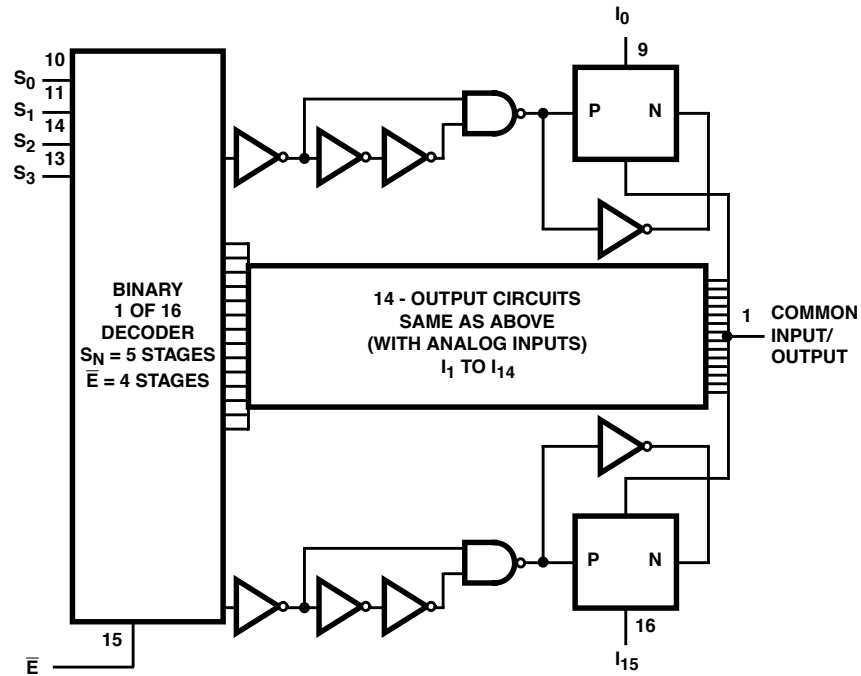 I0
9
P N
10
S0
11
S1
14
S2
13
S3
BINARY
1 OF 16
DECODER
SN = 5 STAGES
E̅ = 4 STAGES
14 - OUTPUT CIRCUITS
SAME AS ABOVE
(WITH ANALOG INPUTS)
I1 TO I14
1
COMMON
INPUT/
OUTPUT
P N
16
I15
15
E̅